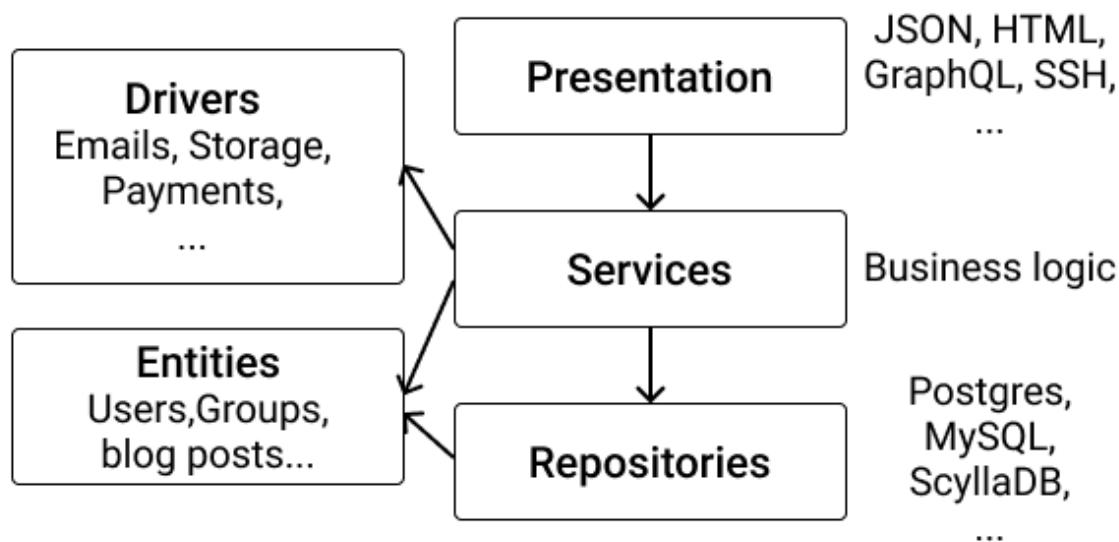 Drivers
Emails, Storage,
Payments,
...
Presentation
JSON, HTML,
GraphQL, SSH,
...
Services
Business logic
Entities
Users,Groups,
blog posts...
Repositories
Postgres,
MySQL,
ScyllaDB,
...